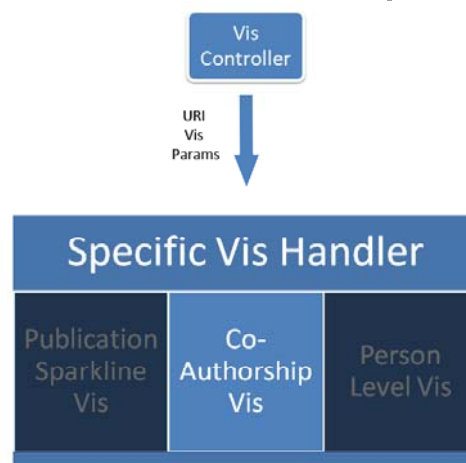 Vis
Controller
URI
Vis
Params
Specific Vis Handler
Publication
Sparkline
Vis
Co-
Authorship
Vis
Person
Level Vis